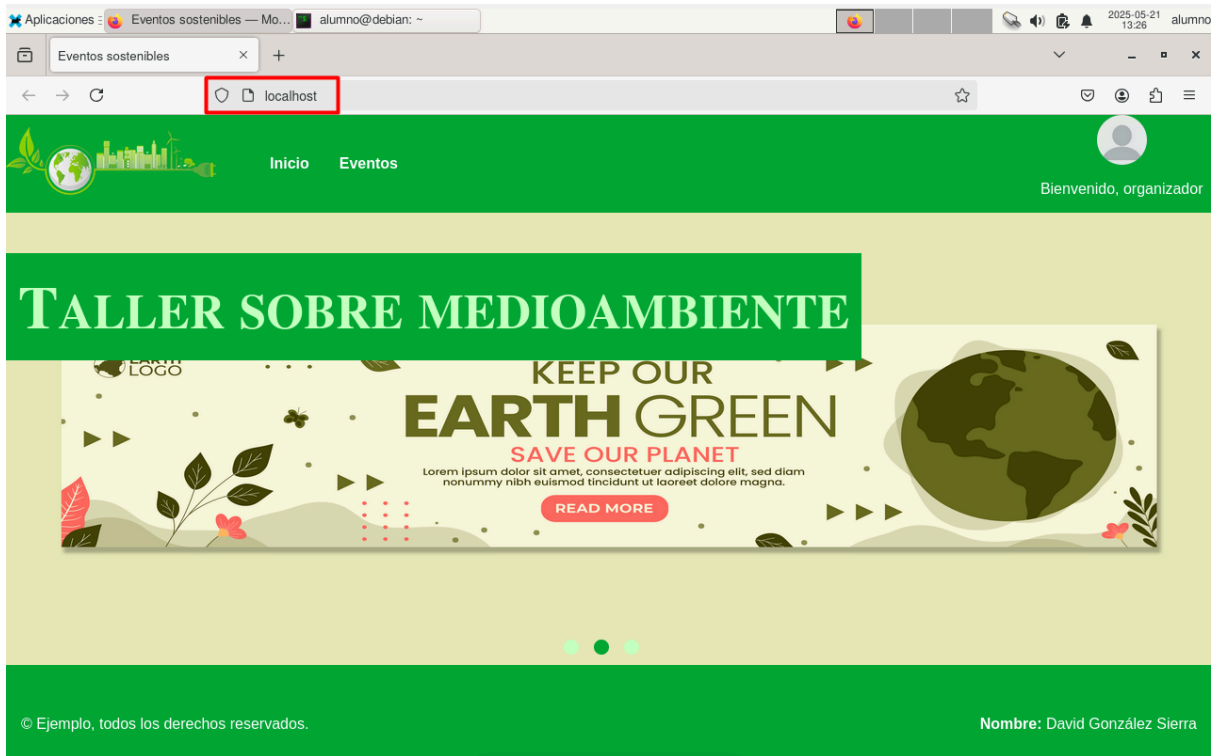 Aplicaciones
Eventos sostenibles — Mo...
alumno@debian: ~
2025-05-21
13:26
alumno
Eventos sostenibles
localhost
Inicio
Eventos
Bienvenido, organizador
TALLER SOBRE MEDIOAMBIENTE
EARTH
LOGO
KEEP OUR
EARTH GREEN
SAVE OUR PLANET
Lorem ipsum dolor sit amet, consectetuer adipiscing elit, sed diam
nonummy nibh euismod tincidunt ut laoreet dolore magna.
READ MORE
© Ejemplo, todos los derechos reservados.
Nombre: David González Sierra